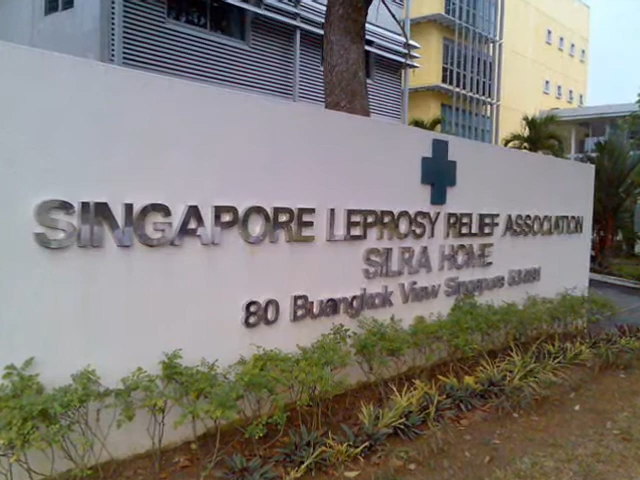 SINGAPORE LEPROSY RELIEF ASSOCIATION
SILRA HOME
80 Buangkok View Singapore